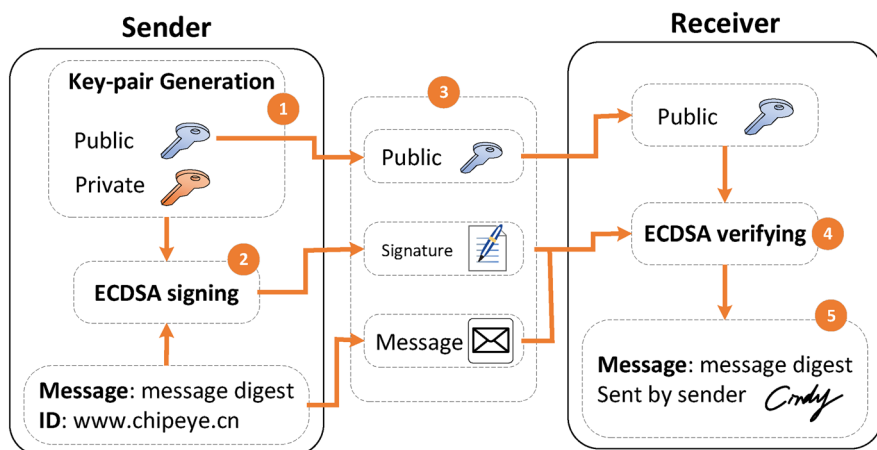 Sender
Key-pair Generation
1
Public
Private
2
ECDSA signing
Message: message digest
ID: www.chipeye.cn
3
Public
Signature
Message
Receiver
Public
ECDSA verifying
4
5
Message: message digest
Sent by sender Cindy